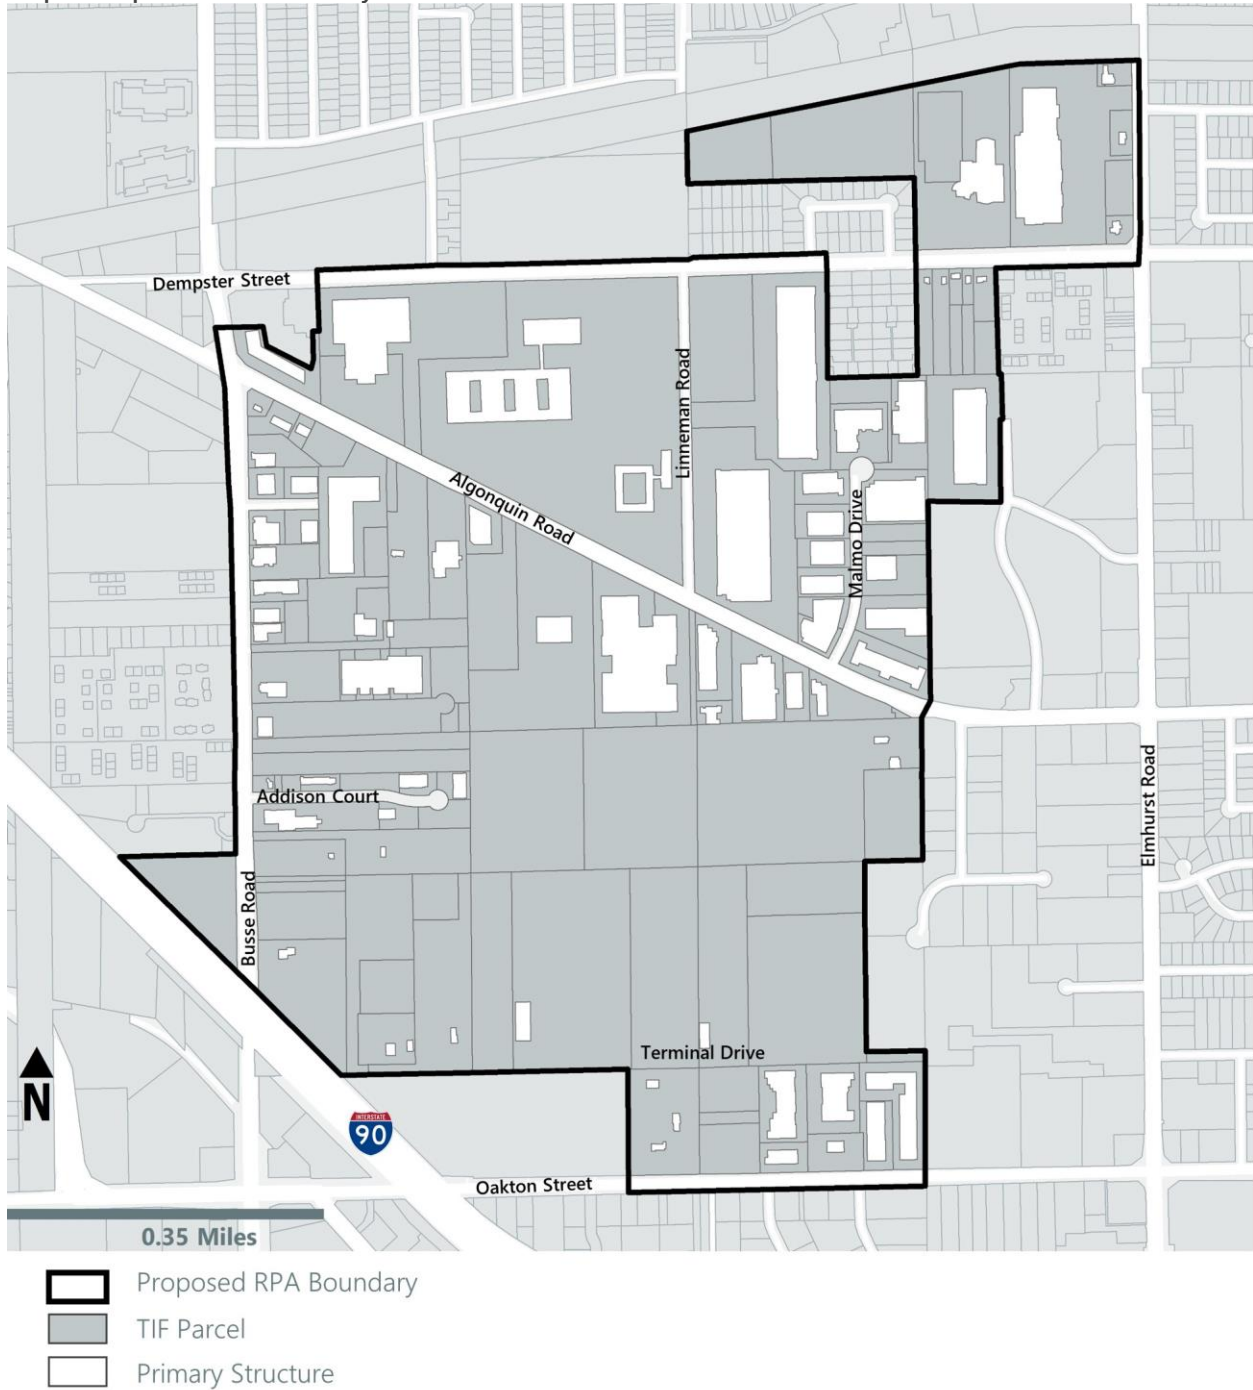 Dempster Street
Linneman Road
Algonquin Road
Malmo Drive
Addison Court
Elmhurst Road
Busse Road
Terminal Drive
N
INTERSTATE
90
Oakton Street
0.35 Miles
Proposed RPA Boundary
TIF Parcel
Primary Structure